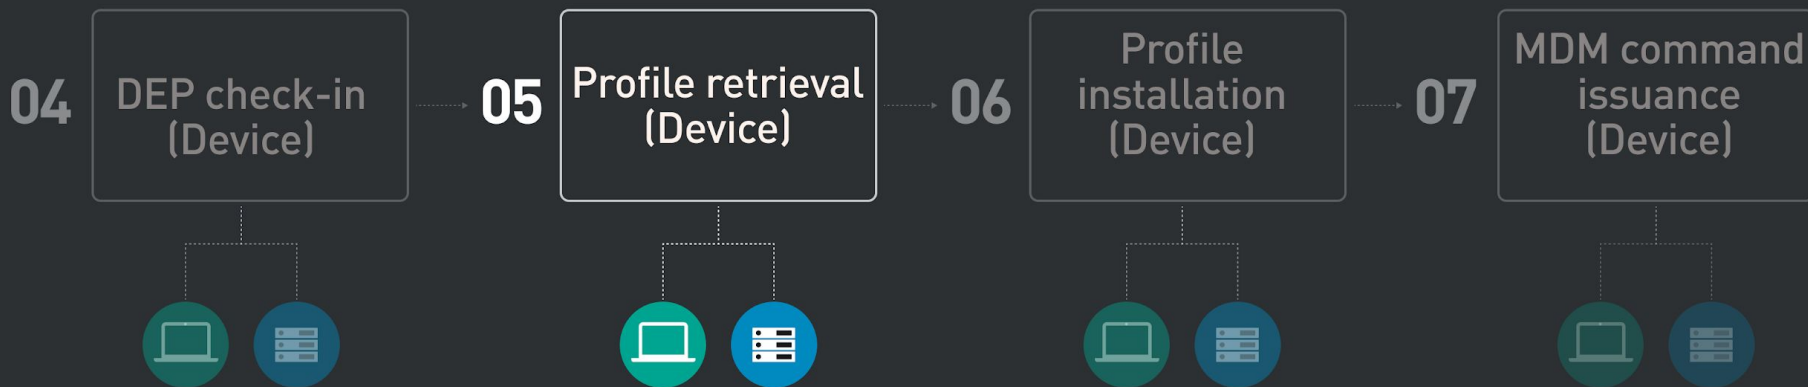 04
DEP check-in
(Device)
05
Profile retrieval
(Device)
06
Profile
installation
(Device)
07
MDM command
issuance
(Device)